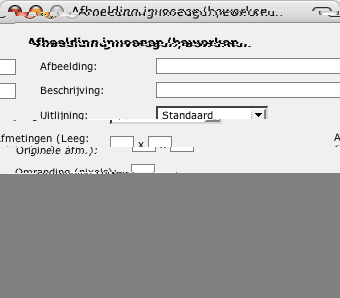 Afbeelding invoegen/bewerken
Afbeelding invoegen/bewerken
Afbeelding:
Beschrijving:
Uitlijning: Standaard
Afmetingen (Leeg: x
Originele afm.):
Omranding (pixels):